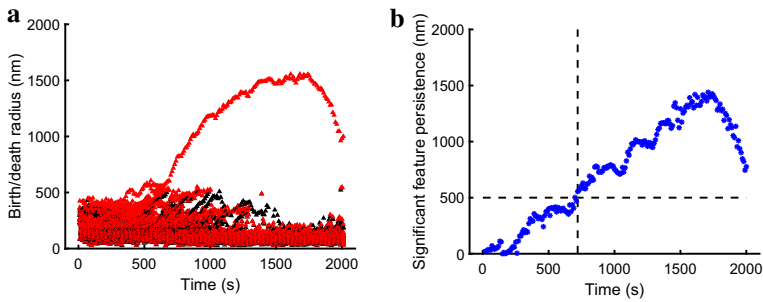 a
2000
1500
1000
500
0
Birth/death radius (nm)
0 500 1000 1500 2000
Time (s)
b
2000
1500
1000
500
0
Significant feature persistence (nm)
0 500 1000 1500 2000
Time (s)